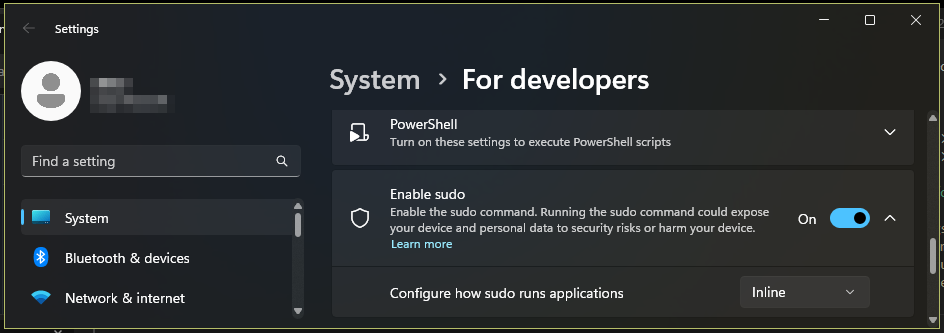 Settings
System > For developers
PowerShell
Turn on these settings to execute PowerShell scripts
Find a setting
Enable sudo
Enable the sudo command. Running the sudo command could expose
your device and personal data to security risks or harm your device.
Learn more
On
System
Bluetooth & devices
Network & internet
Configure how sudo runs applications
Inline